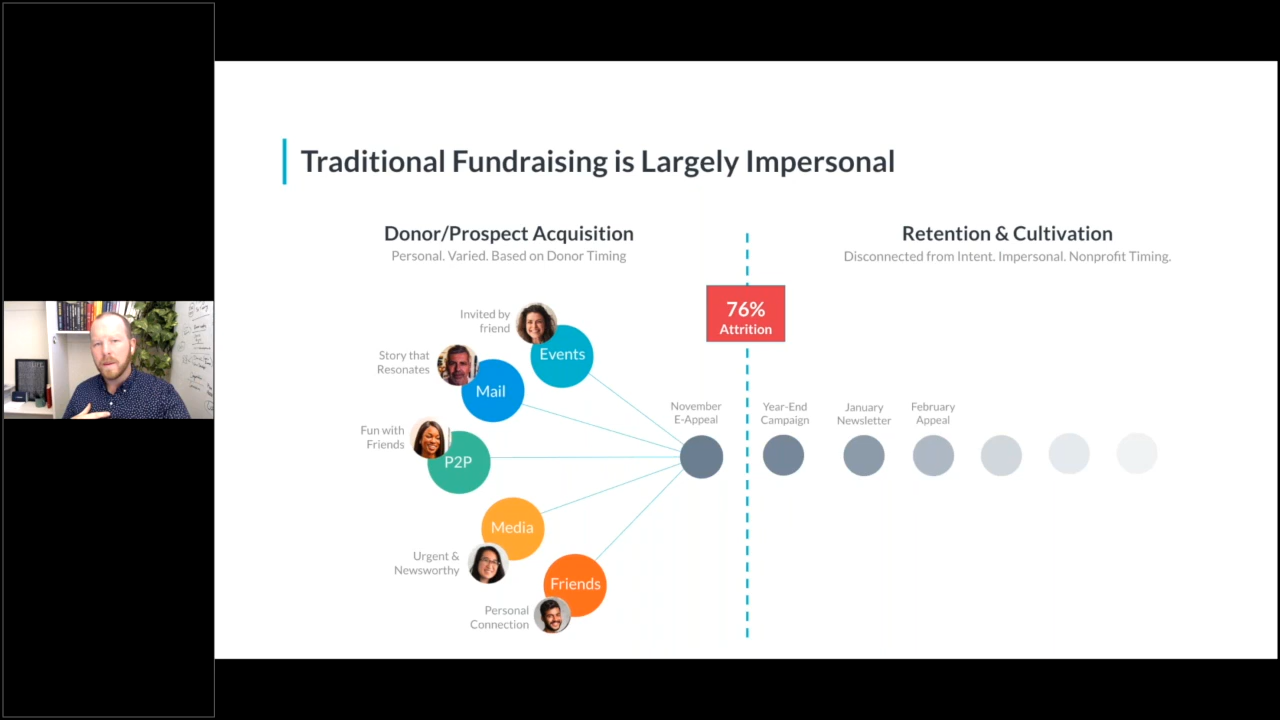 Traditional Fundraising is Largely Impersonal
Donor/Prospect Acquisition
Personal. Varied. Based on Donor Timing
Retention & Cultivation
Disconnected from Intent. Impersonal. Nonprofit Timing.
76%
Attrition
Invited by
friend
Events
Story that
Resonates
Mail
Fun with
Friends
P2P
Media
Urgent &
Newsworthy
Friends
Personal
Connection
November
E-Appeal
Year-End
Campaign
January
Newsletter
February
Appeal